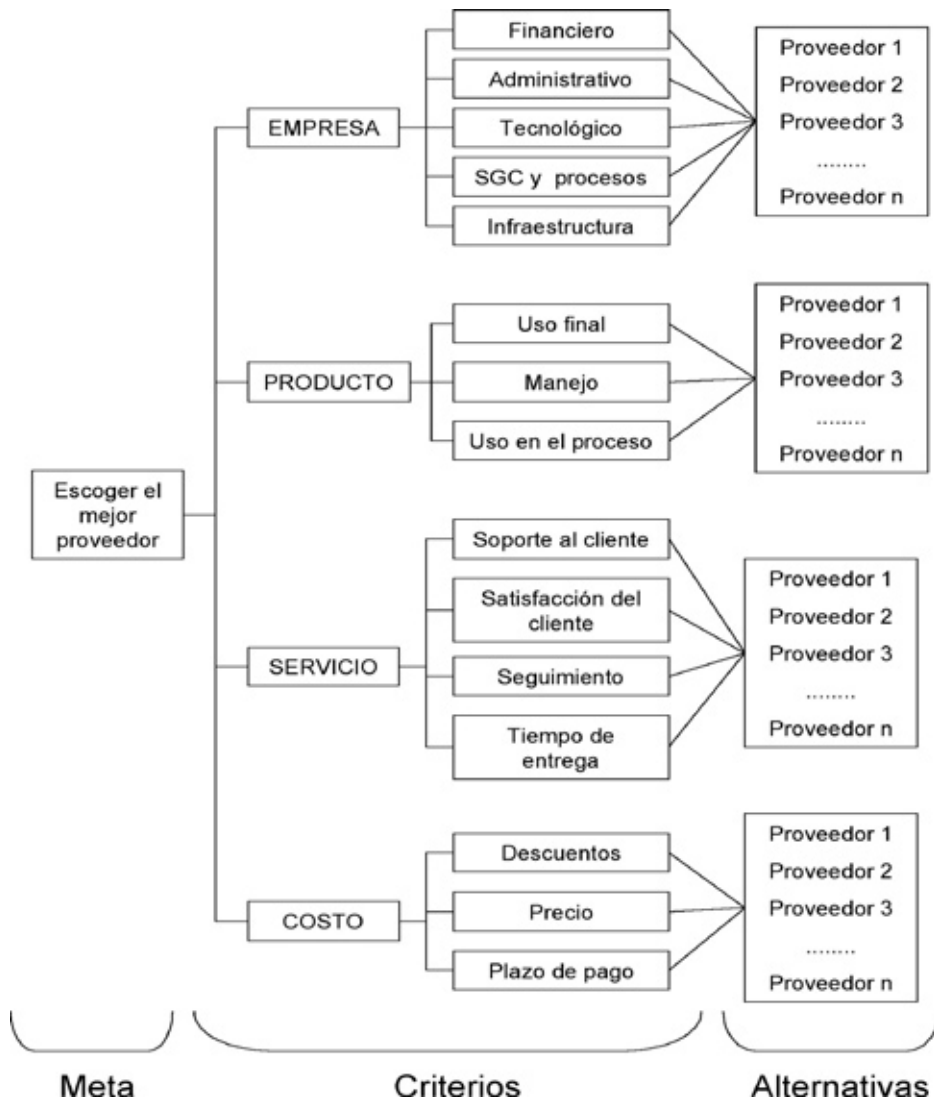 Escoger el
mejor
proveedor
EMPRESA
Financiero
Administrativo
Tecnológico
SGC y procesos
Infraestructura
Proveedor 1
Proveedor 2
Proveedor 3
........
Proveedor n
PRODUCTO
Uso final
Manejo
Uso en el proceso
Proveedor 1
Proveedor 2
Proveedor 3
........
Proveedor n
SERVICIO
Soporte al cliente
Satisfacción del
cliente
Seguimiento
Tiempo de
entrega
Proveedor 1
Proveedor 2
Proveedor 3
........
Proveedor n
COSTO
Descuentos
Precio
Plazo de pago
Proveedor 1
Proveedor 2
Proveedor 3
........
Proveedor n
Meta
Criterios
Alternativas